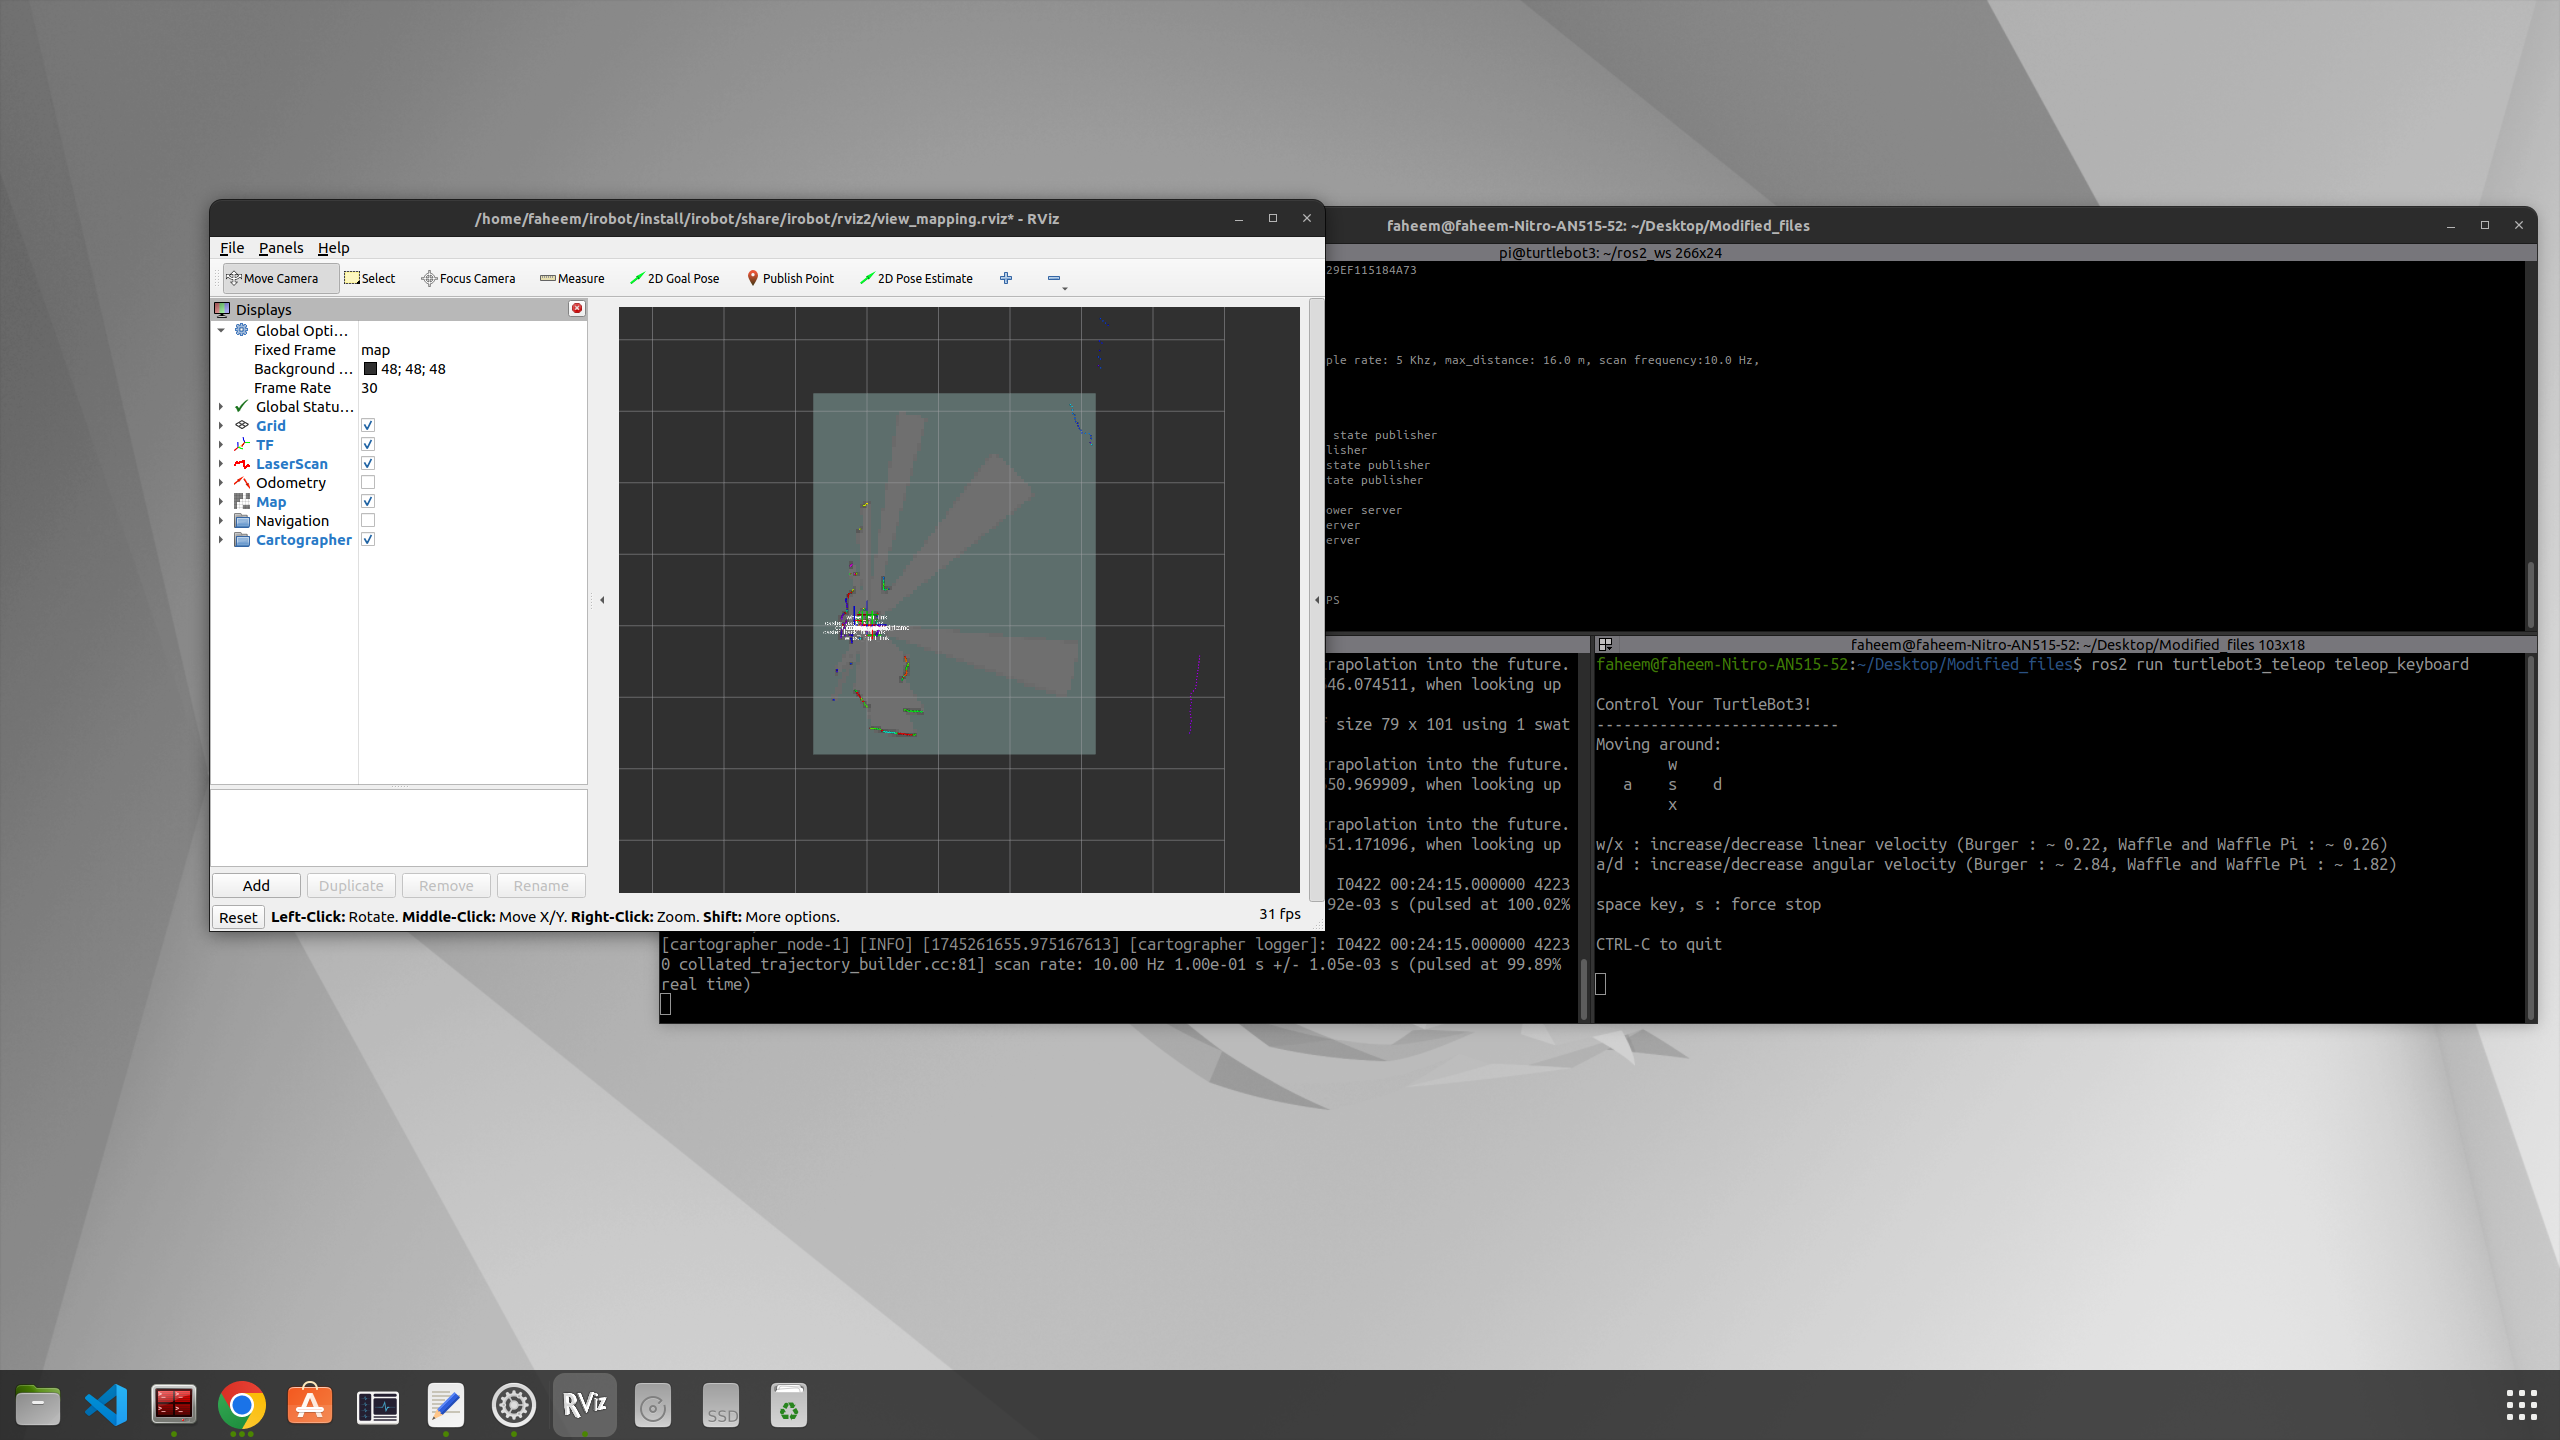 /home/faheem/irobot/install/irobot/share/irobot/rviz2/view_mapping.rviz* - RViz
File Panels Help
Move Camera Select Focus Camera Measure 2D Goal Pose Publish Point 2D Pose Estimate
Displays
Global Opti…
Fixed Frame map
Background … 48; 48; 48
Frame Rate 30
Global Statu…
Grid
TF
LaserScan
Odometry
Map
Navigation
Cartographer
Add Duplicate Remove Rename
Reset Left-Click: Rotate. Middle-Click: Move X/Y. Right-Click: Zoom. Shift: More options. 31 fps
faheem@faheem-Nitro-AN515-52: ~/Desktop/Modified_files
pi@turtlebot3: ~/ros2_ws 266x24
29EF115184A73
ple rate: 5 Khz, max_distance: 16.0 m, scan frequency:10.0 Hz,
state publisher
lisher
state publisher
tate publisher
ower server
erver
erver
PS
trapolation into the future.
46.074511, when looking up
size 79 x 101 using 1 swat
trapolation into the future.
50.969909, when looking up
trapolation into the future.
51.171096, when looking up
I0422 00:24:15.000000 4223
92e-03 s (pulsed at 100.02%
[cartographer_node-1] [INFO] [1745261655.975167613] [cartographer logger]: I0422 00:24:15.000000 4223
0 collated_trajectory_builder.cc:81] scan rate: 10.00 Hz 1.00e-01 s +/- 1.05e-03 s (pulsed at 99.89%
real time)
faheem@faheem-Nitro-AN515-52: ~/Desktop/Modified_files 103x18
faheem@faheem-Nitro-AN515-52:~/Desktop/Modified_files$ ros2 run turtlebot3_teleop teleop_keyboard
Control Your TurtleBot3!
---------------------------
Moving around:
w
a s d
x
w/x : increase/decrease linear velocity (Burger : ~ 0.22, Waffle and Waffle Pi : ~ 0.26)
a/d : increase/decrease angular velocity (Burger : ~ 2.84, Waffle and Waffle Pi : ~ 1.82)
space key, s : force stop
CTRL-C to quit
RViz
SSD